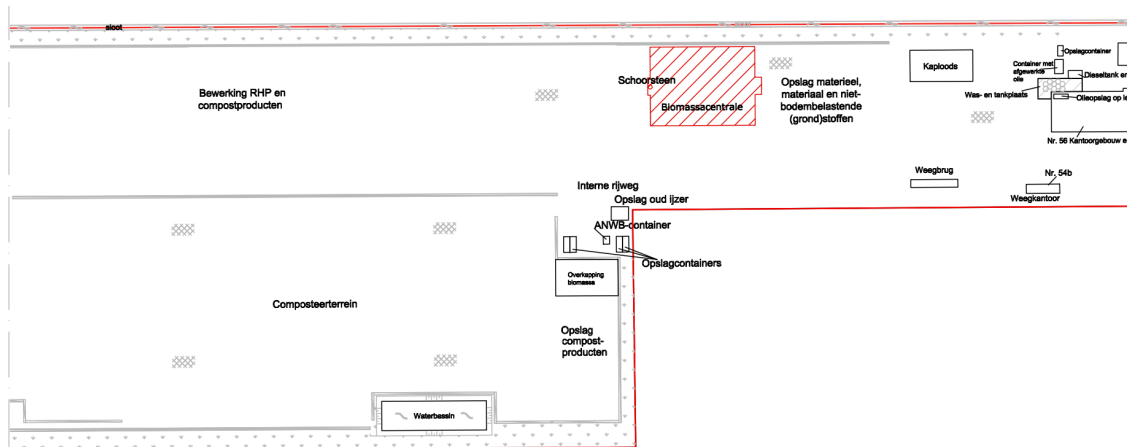 sloot
Bewerking RHP en
compostproducten
Schoorsteen
Biomassacentrale
Opslag materieel,
materiaal en niet-
bodembelastende
(grond)stoffen
Kaploods
Opslagcontainer
Container met
afgewerkte
olie
Dieseltank en
Was- en tankplaats
Olieopslag op le
Nr. 56 Kantoorgebouw e
Weegbrug
Nr. 54b
Weegkantoor
Interne rijweg
Opslag oud ijzer
ANWB-container
Opslagcontainers
Overkapping
biomassa
Composteerterrein
Opslag
compost-
producten
Waterbassin